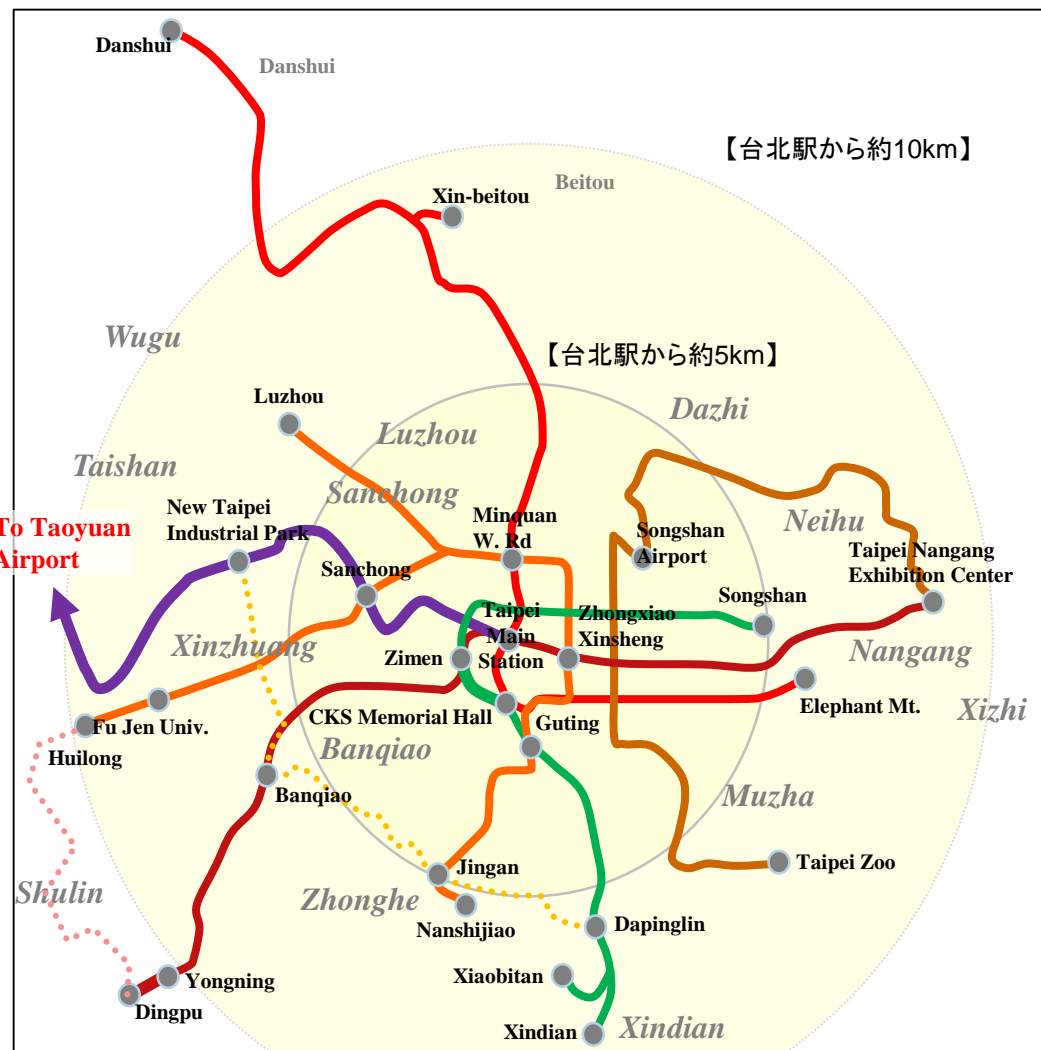 Danshui
Danshui
【台北駅から約10km】
Beitou
Xin-beitou
Wugu
【台北駅から約5km】
Luzhou
Dazhi
Luzhou
Taishan
Sanchong
New Taipei
Industrial Park
Minquan
W. Rd
Songshan
Airport
Neihu
To Taoyuan
Airport
Taipei Nangang
Exhibition Center
Sanchong
Songshan
Taipei
Main
Station
Zhongxiao
Xinsheng
Xinzhuang
Zimen
Nangang
Elephant Mt.
Xizhi
Fu Jen Univ.
CKS Memorial Hall
Guting
Huilong
Banqiao
Banqiao
Muzha
Jingan
Taipei Zoo
Shulin
Zhonghe
Nanshijiao
Dapinglin
Yongning
Xiaobitan
Dingpu
Xindian
Xindian